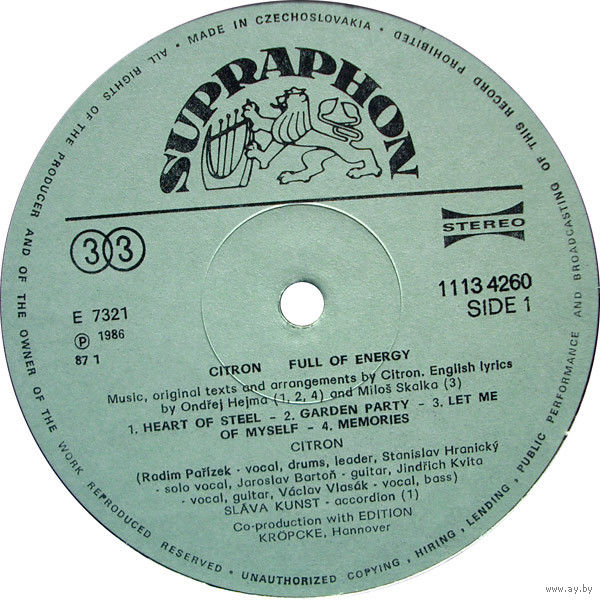 ALL RIGHTS OF THE PRODUCER AND OF THE OWNER OF THE WORK REPRODUCED RESERVED • UNAUTHORIZED COPYING, HIRING, LENDING, PUBLIC PERFORMANCE AND BROADCASTING OF THIS RECORD PROHIBITED • MADE IN CZECHOSLOVAKIA •
SUPRAPHON
33
STEREO
E 7321
Ⓟ 1986
87 1
1113 4260
SIDE 1
CITRON FULL OF ENERGY
Music, original texts and arrangements by Citron. English lyrics
by Ondřej Hejma (1, 2, 4) and Miloš Skalka (3)
1. HEART OF STEEL - 2. GARDEN PARTY - 3. LET ME
OF MYSELF - 4. MEMORIES
CITRON
(Radim Pařízek - vocal, drums, leader, Stanislav Hranický
- solo vocal, Jaroslav Bartoň - guitar, Jindřich Kvita
- vocal, guitar, Václav Vlasák - vocal, bass)
SLÁVA KUNST - accordion (1)
Co-production with EDITION
KRÖPCKE, Hannover
www.ay.by